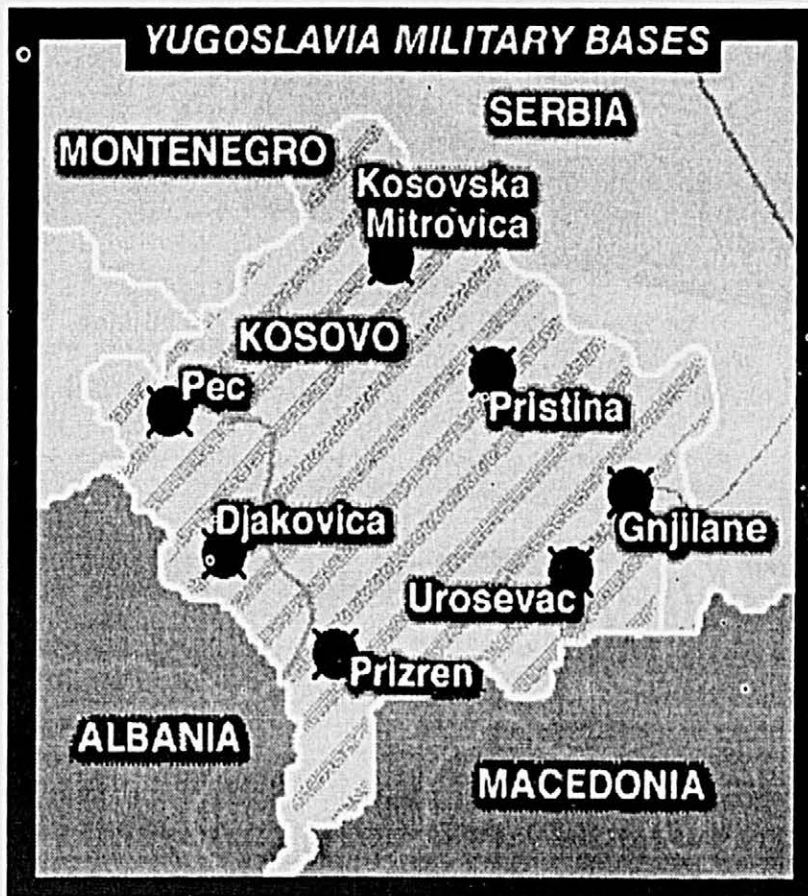 YUGOSLAVIA MILITARY BASES
SERBIA
MONTENEGRO
Kosovska
Mitrovica
KOSOVO
Pec
Pristina
Djakovica
Gnjilane
Urosevac
Prizren
ALBANIA
MACEDONIA